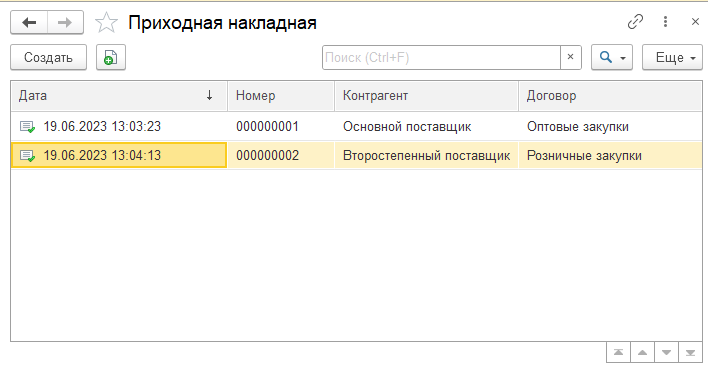 Приходная накладная
Создать Поиск (Ctrl+F) × Еще
Дата ↓ Номер Контрагент Договор
19.06.2023 13:03:23 000000001 Основной поставщик Оптовые закупки
19.06.2023 13:04:13 000000002 Второстепенный поставщик Розничные закупки